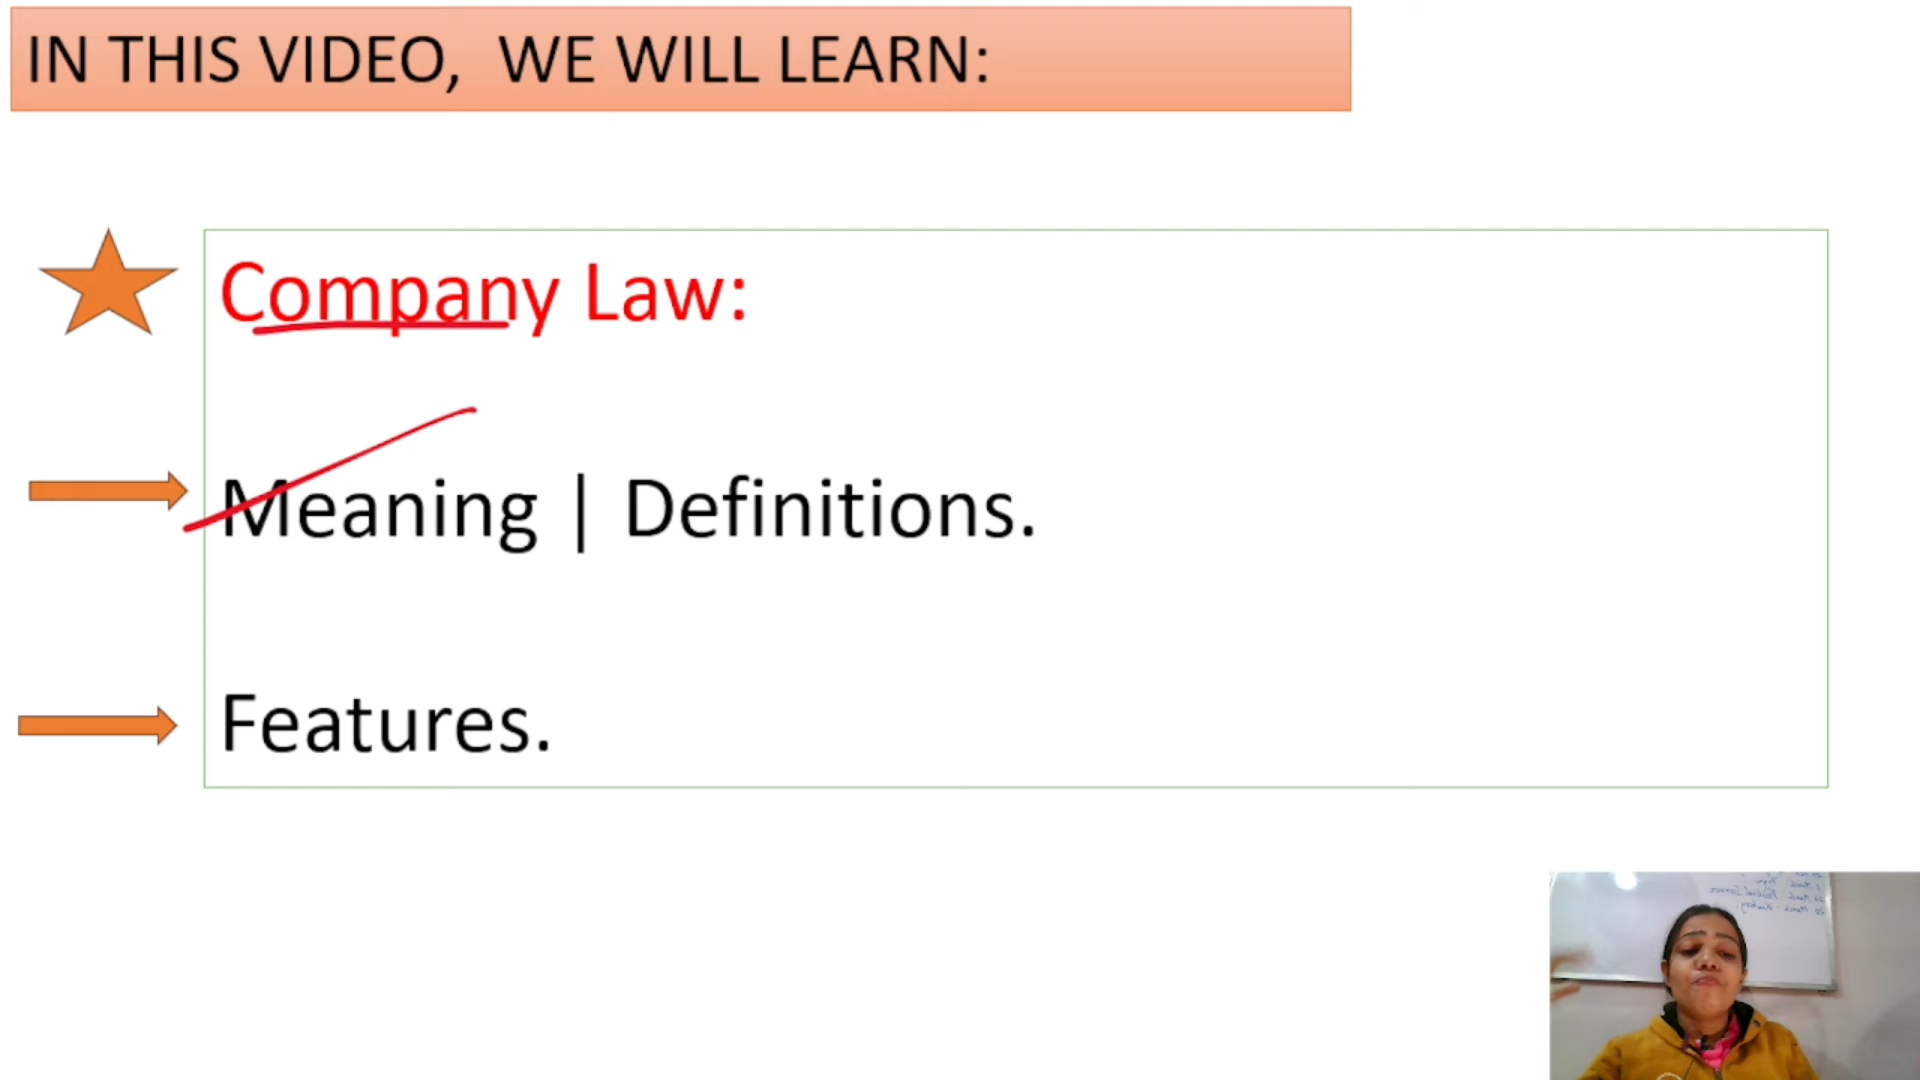 IN THIS VIDEO, WE WILL LEARN:
Company Law:
Meaning | Definitions.
Features.